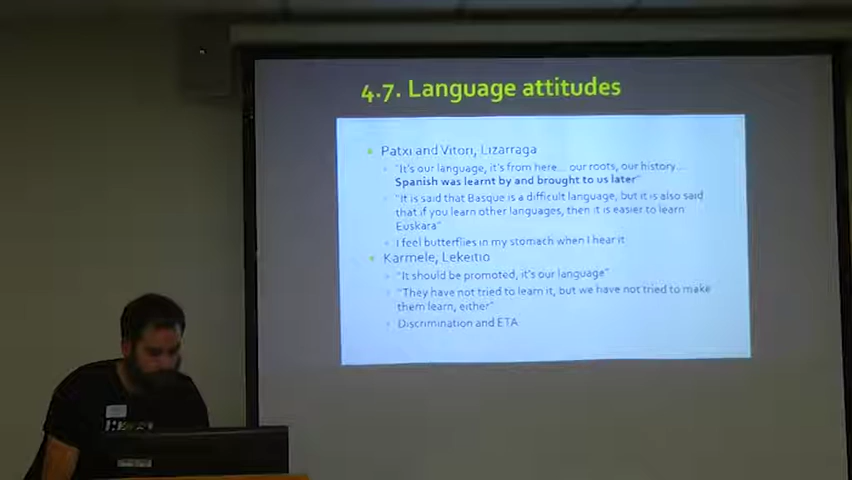 4.7. Language attitudes
Patxi and Vitori, Lizarraga
"It's our language, it's from here... our roots, our history...
Spanish was learnt by and brought to us later"
"It is said that Basque is a difficult language, but it is also said
that if you learn other languages, then it is easier to learn
Euskara"
I feel butterflies in my stomach when I hear it
Karmele, Lekeitio
"It should be promoted, it's our language"
"They have not tried to learn it, but we have not tried to make
them learn, either"
Discrimination and ETA